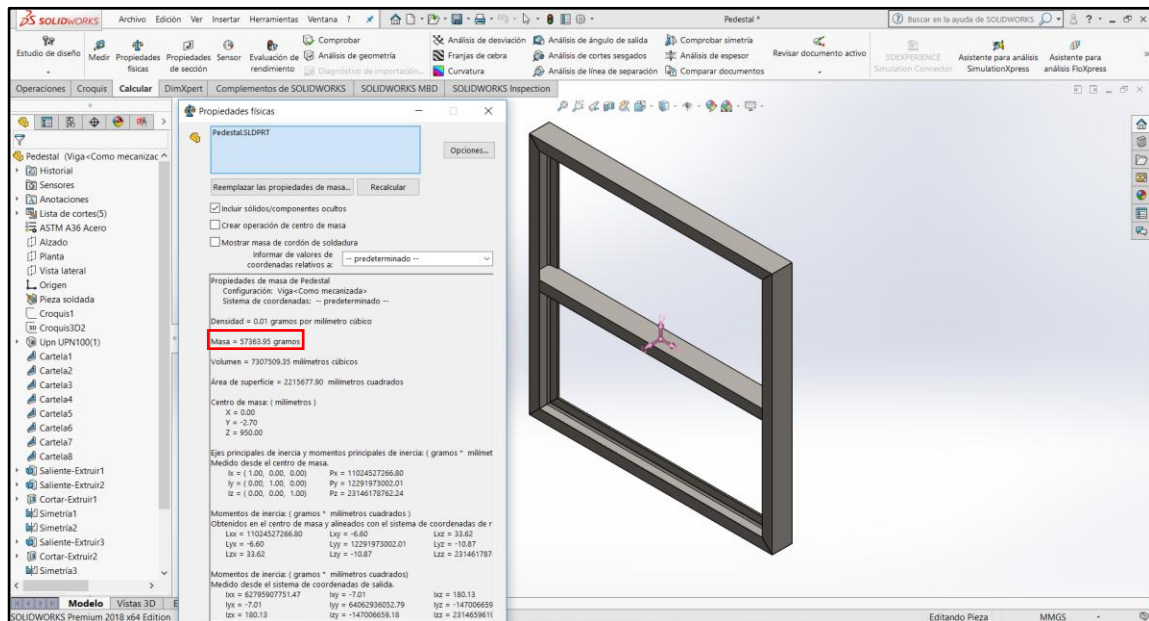 SOLIDWORKS Archivo Edición Ver Insertar Herramientas Ventana ? Pedestal * Buscar en la ayuda de SOLIDWORKS
Estudio de diseño
Medir
Propiedades físicas
Propiedades de sección
Sensor
Evaluación de rendimiento
Comprobar
Análisis de geometría
Diagnóstico de importación...
Análisis de desviación
Franjas de cebra
Curvatura
Análisis de ángulo de salida
Análisis de cortes sesgados
Análisis de línea de separación
Comprobar simetría
Análisis de espesor
Comparar documentos
Revisar documento activo
3DEXPERIENCE Simulation Connector
Asistente para análisis SimulationXpress
Asistente para análisis FloXpress
Operaciones Croquis Calcular DimXpert Complementos de SOLIDWORKS SOLIDWORKS MBD SOLIDWORKS Inspection
Pedestal (Viga<Como mecanizac
Historial
Sensores
Anotaciones
Lista de cortes(5)
ASTM A36 Acero
Alzado
Planta
Vista lateral
Origen
Pieza soldada
Croquis1
Croquis3D2
Upn UPN100(1)
Cartela1
Cartela2
Cartela3
Cartela4
Cartela5
Cartela6
Cartela7
Cartela8
Saliente-Extruir1
Saliente-Extruir2
Cortar-Extruir1
Simetría1
Simetría2
Saliente-Extruir3
Cortar-Extruir2
Simetría3
Propiedades físicas
Pedestal.SLDPRT
Opciones...
Reemplazar las propiedades de masa... Recalcular
Incluir sólidos/componentes ocultos
Crear operación de centro de masa
Mostrar masa de cordón de soldadura
Informar de valores de coordenadas relativos a: -- predeterminado --
Propiedades de masa de Pedestal
Configuración: Viga<Como mecanizada>
Sistema de coordenadas: -- predeterminado --
Densidad = 0.01 gramos por milímetro cúbico
Masa = 57363.95 gramos
Volumen = 7307509.35 milímetros cúbicos
Área de superficie = 2215677.90 milímetros cuadrados
Centro de masa: ( milímetros )
X = 0.00
Y = -2.70
Z = 950.00
Ejes principales de inercia y momentos principales de inercia: ( gramos * milímet
Medido desde el centro de masa.
Ix = ( 1.00, 0.00, 0.00) Px = 11024527266.80
Iy = ( 0.00, 1.00, 0.00) Py = 12291973002.01
Iz = ( 0.00, 0.00, 1.00) Pz = 23146178762.24
Momentos de inercia: ( gramos * milímetros cuadrados )
Obtenidos en el centro de masa y alineados con el sistema de coordenadas de r
Lxx = 11024527266.80 Lxy = -6.60 Lxz = 33.62
Lyx = -6.60 Lyy = 12291973002.01 Lyz = -10.87
Lzx = 33.62 Lzy = -10.87 Lzz = 231461787
Momentos de inercia: ( gramos * milímetros cuadrados)
Medido desde el sistema de coordenadas de salida.
Ixx = 62795907751.47 Ixy = -7.01 Ixz = 180.13
Iyx = -7.01 Iyy = 64062936052.79 Iyz = -147006659
Izx = 180.13 Izy = -147006659.18 Izz = 2314659619
Modelo Vistas 3D E
SOLIDWORKS Premium 2018 x64 Edition Editando Pieza MMGS